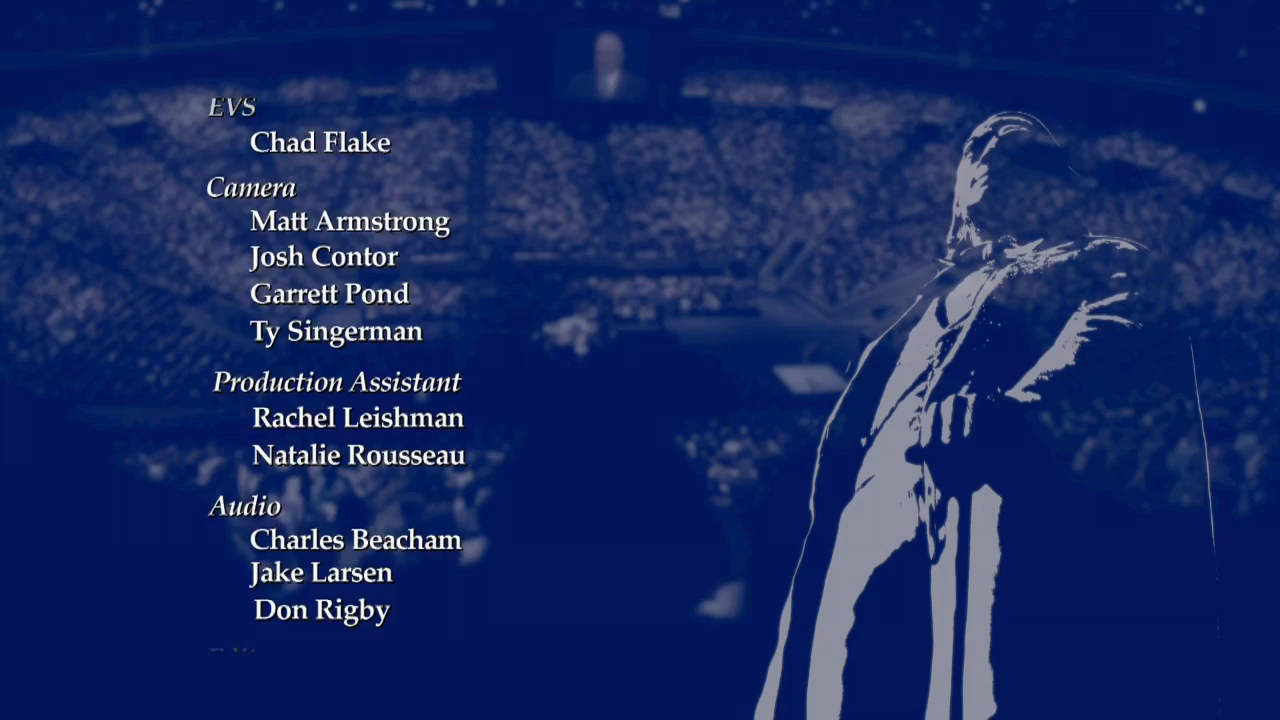 EVS
Chad Flake
Camera
Matt Armstrong
Josh Contor
Garrett Pond
Ty Singerman
Production Assistant
Rachel Leishman
Natalie Rousseau
Audio
Charles Beacham
Jake Larsen
Don Rigby